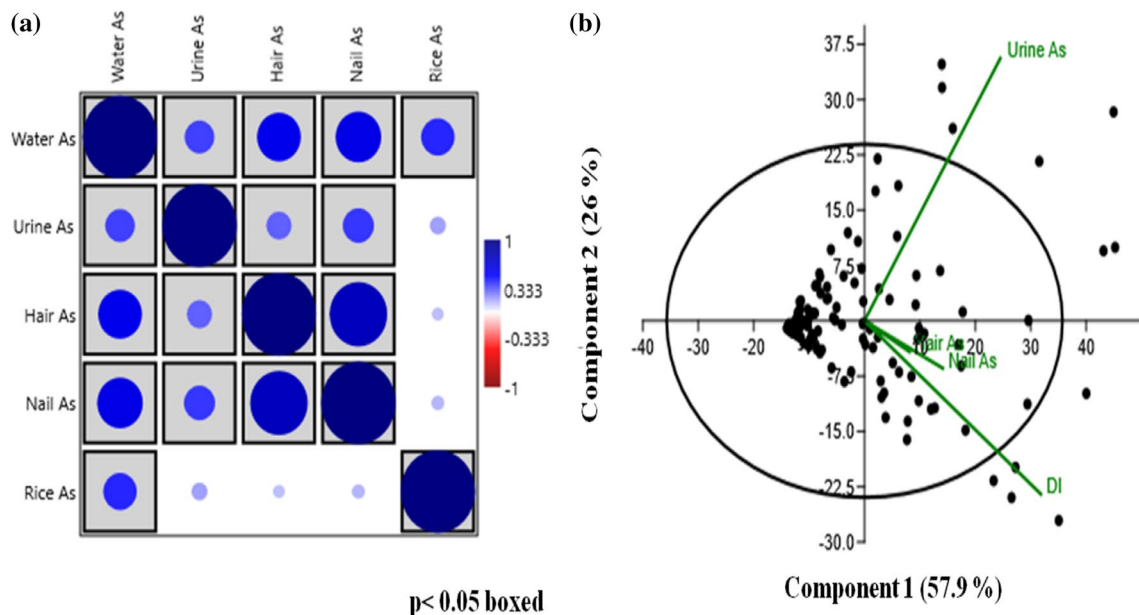 (a)
Water As
Urine As
Hair As
Nail As
Rice As
Water As
Urine As
Hair As
Nail As
Rice As
1
0.333
-0.333
-1
p< 0.05 boxed
(b)
Component 2 (26 %)
37.5
30.0
22.5
15.0
7.5
-7.5
-15.0
-22.5
-30.0
-40 -30 -20 -10 10 20 30 40
Urine As
Hair As
Nail As
DI
Component 1 (57.9 %)